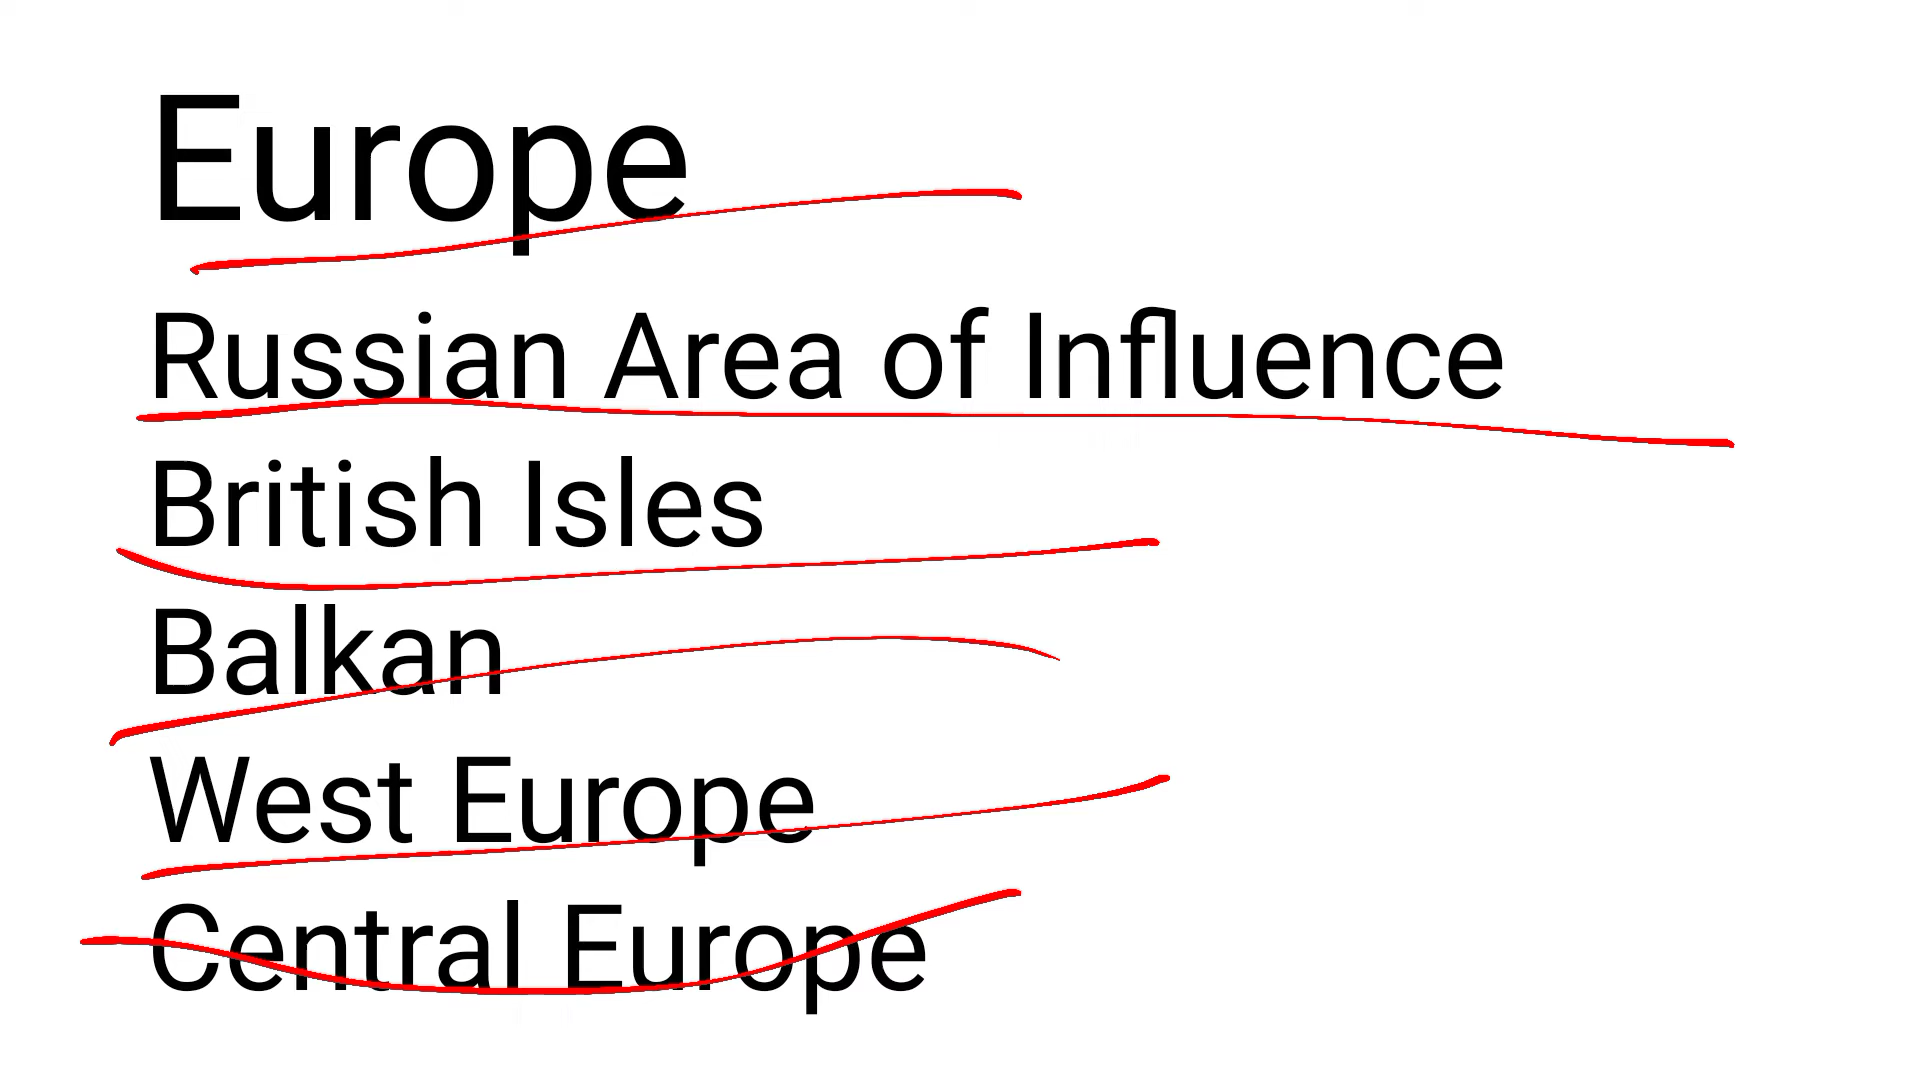 Europe
Russian Area of Influence
British Isles
Balkan
West Europe
Central Europe